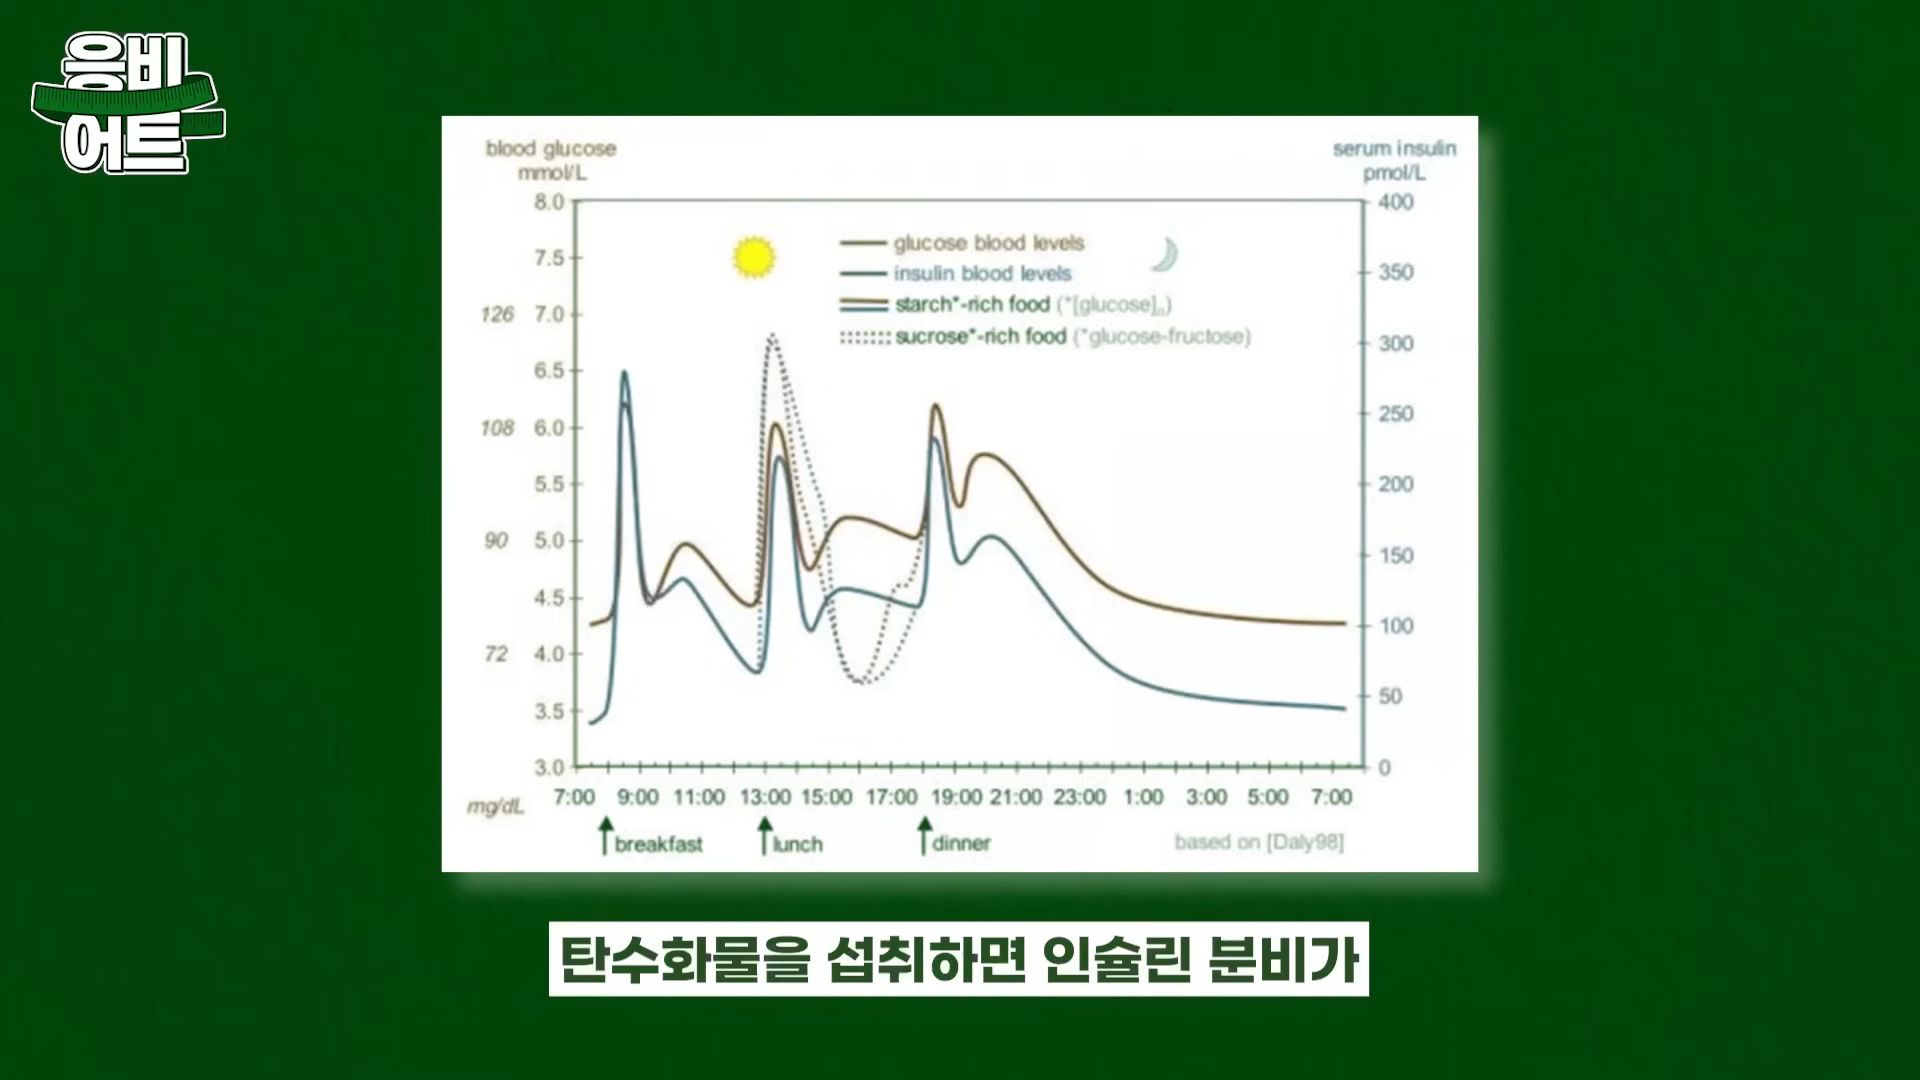 응비
어트
blood glucose
mmol/L
serum insulin
pmol/L
8.0
7.5
126 7.0
6.5
108 6.0
5.5
90 5.0
4.5
72 4.0
3.5
3.0
400
350
300
250
200
150
100
50
0
glucose blood levels
insulin blood levels
starch*-rich food (*[glucose]n)
sucrose*-rich food (*glucose-fructose)
mg/dL
7:00 9:00 11:00 13:00 15:00 17:00 19:00 21:00 23:00 1:00 3:00 5:00 7:00
breakfast lunch dinner
based on [Daly98]
탄수화물을 섭취하면 인슐린 분비가